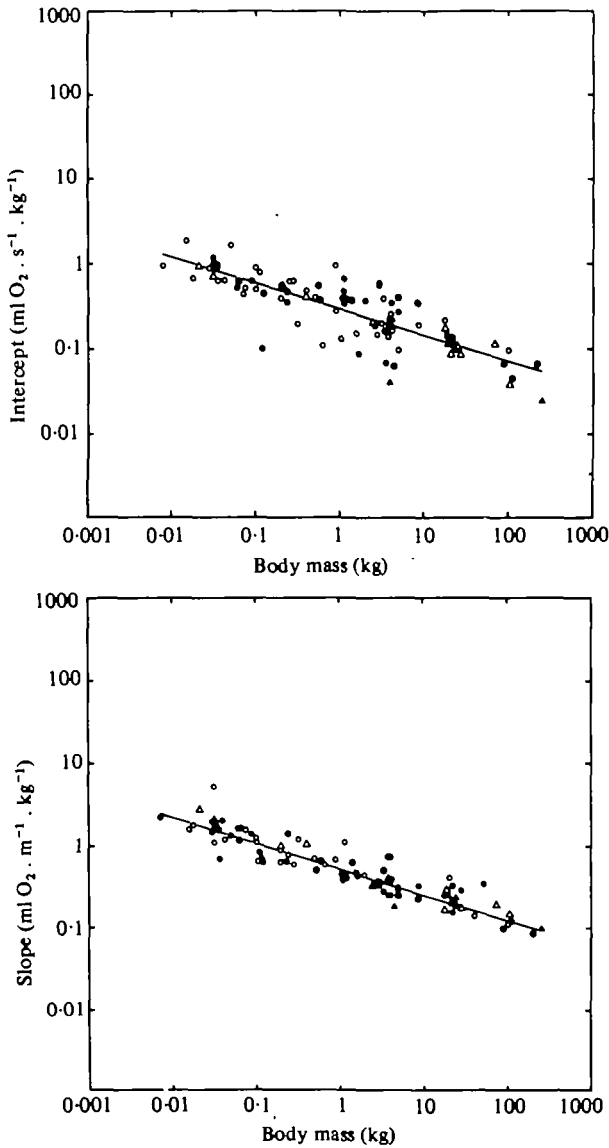 1000
100
10
1
0·1
0·01
Intercept (ml O₂ . s⁻¹ . kg⁻¹)
0·001 0·01 0·1 1 10 100 1000
Body mass (kg)
1000
100
10
1
0·1
0·01
Slope (ml O₂ . m⁻¹ . kg⁻¹)
0·001 0·01 0·1 1 10 100 1000
Body mass (kg)